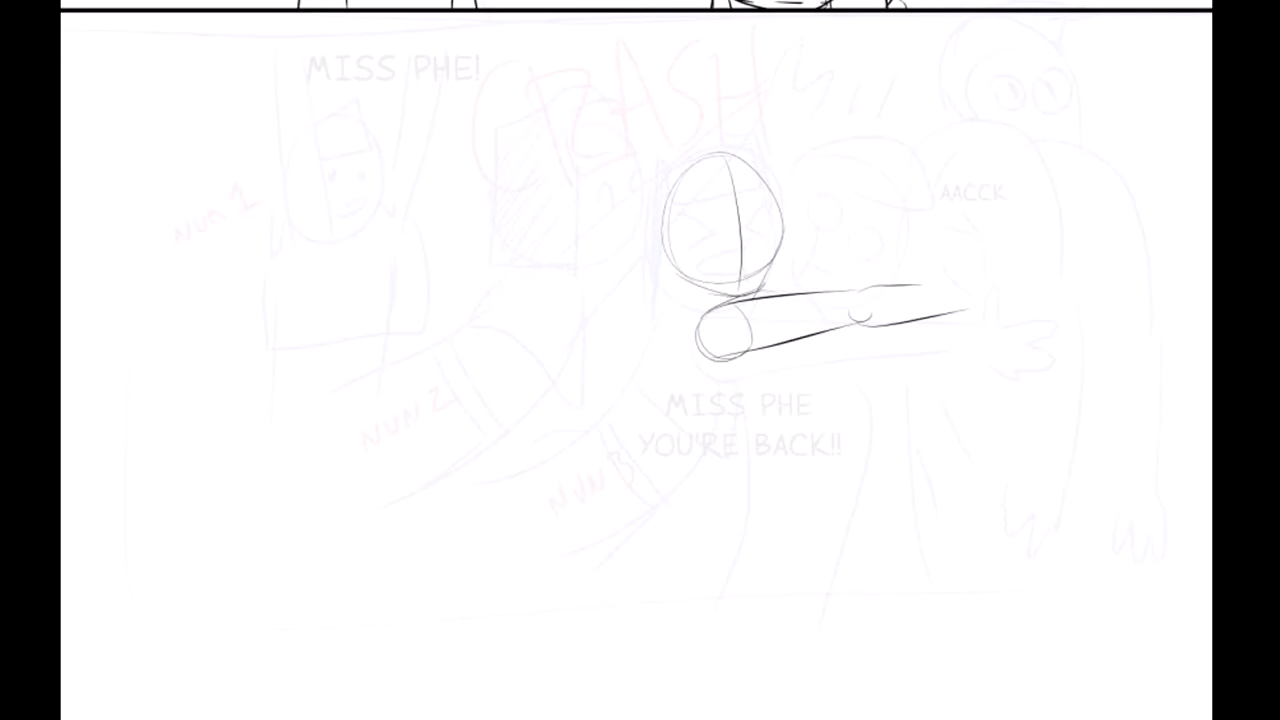 MISS PHE!
CRASH
NUN 1
AACCK
NUN 2
MISS PHE
YOU'RE BACK!!
NUN 3